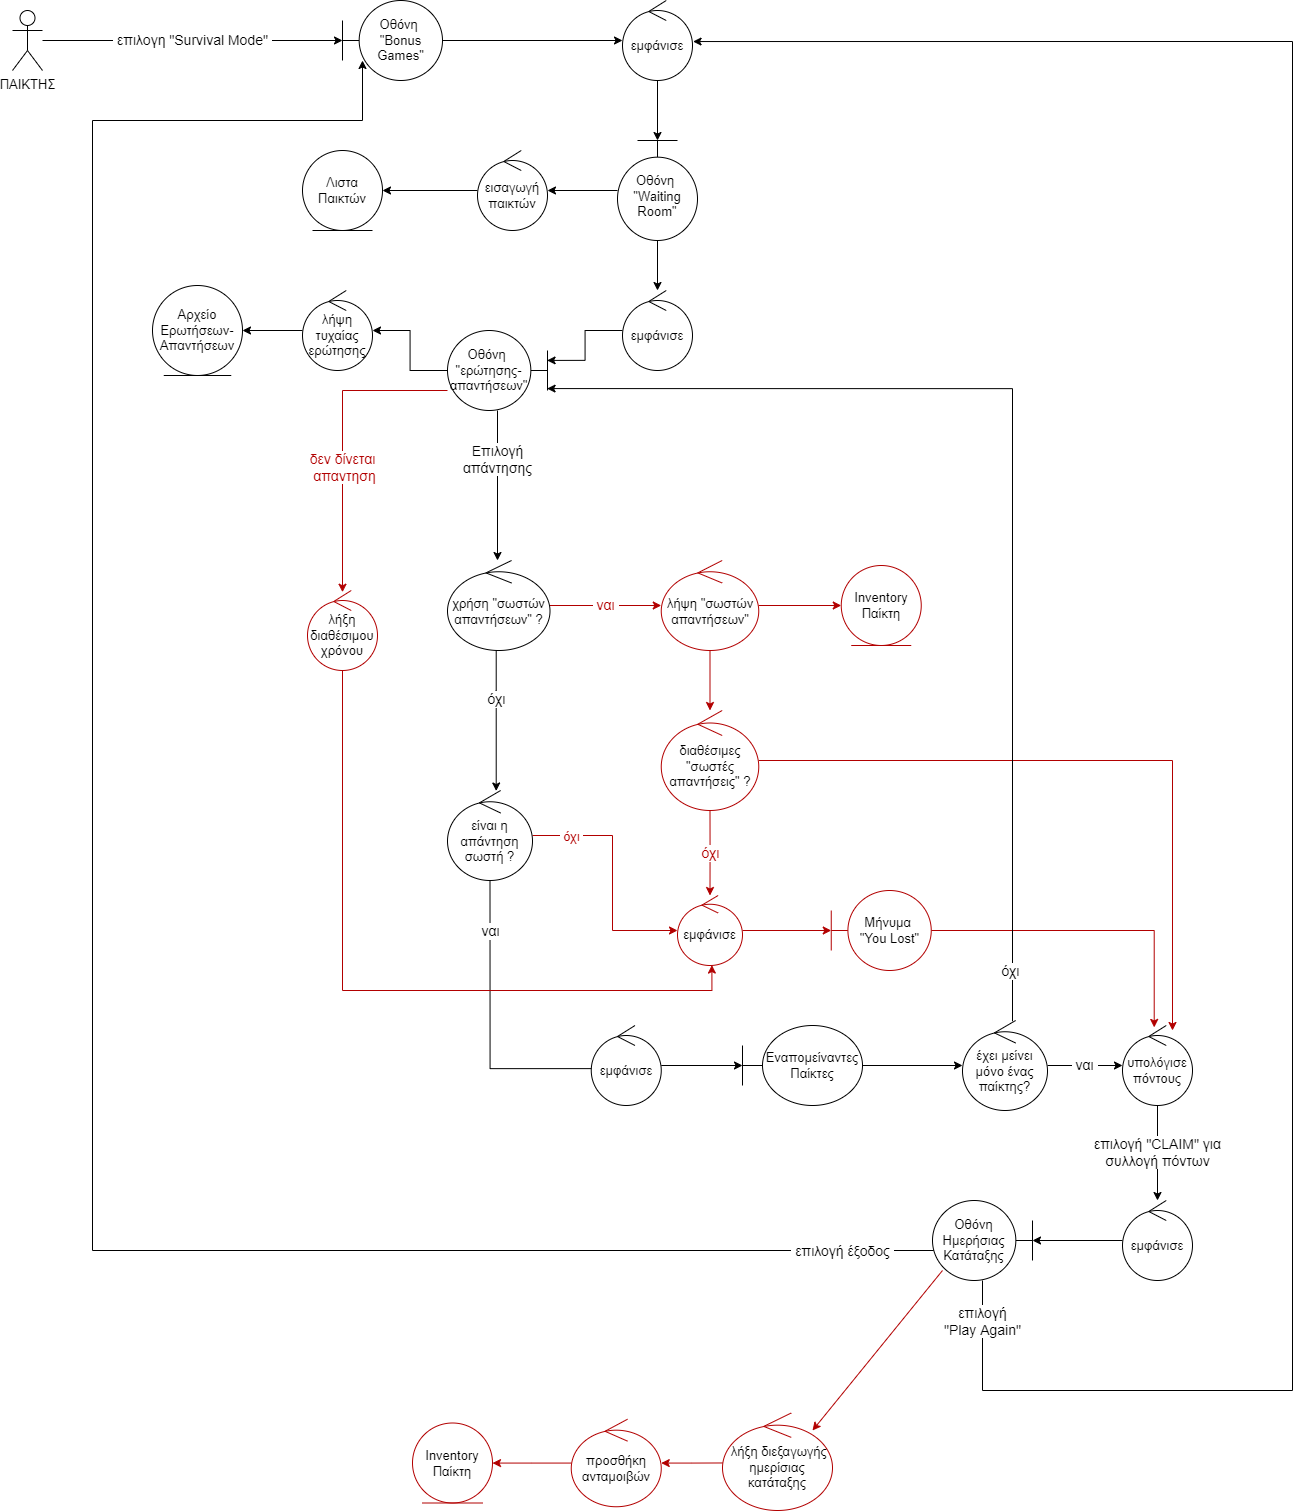 επιλογη "Survival Mode"
Οθόνη
"Bonus
Games"
εμφάνισε
ΠΑΙΚΤΗΣ
Λιστα
Παικτών
εισαγωγή
παικτών
Οθόνη
"Waiting
Room"
Αρχείο
Ερωτήσεων-
Απαντήσεων
λήψη
τυχαίας
ερώτησης
Οθόνη
"ερώτησης-
απαντήσεων"
εμφάνισε
δεν δίνεται
απαντηση
Επιλογή
απάντησης
λήξη
διαθέσιμου
χρόνου
χρήση "σωστών
απαντήσεων" ?
ναι
λήψη "σωστών
απαντήσεων"
Inventory
Παίκτη
όχι
διαθέσιμες
"σωστές
απαντήσεις" ?
είναι η
απάντηση
σωστή ?
όχι
όχι
ναι
εμφάνισε
Μήνυμα
"You Lost"
όχι
εμφάνισε
Εναπομείναντες
Παίκτες
έχει μείνει
μόνο ένας
παίκτης?
ναι
υπολόγισε
πόντους
επιλογή "CLAIM" για
συλλογή πόντων
επιλογή έξοδος
Οθόνη
Ημερήσιας
Κατάταξης
εμφάνισε
επιλογή
"Play Again"
Inventory
Παίκτη
προσθήκη
ανταμοιβών
λήξη διεξαγωγής
ημερίσιας
κατάταξης